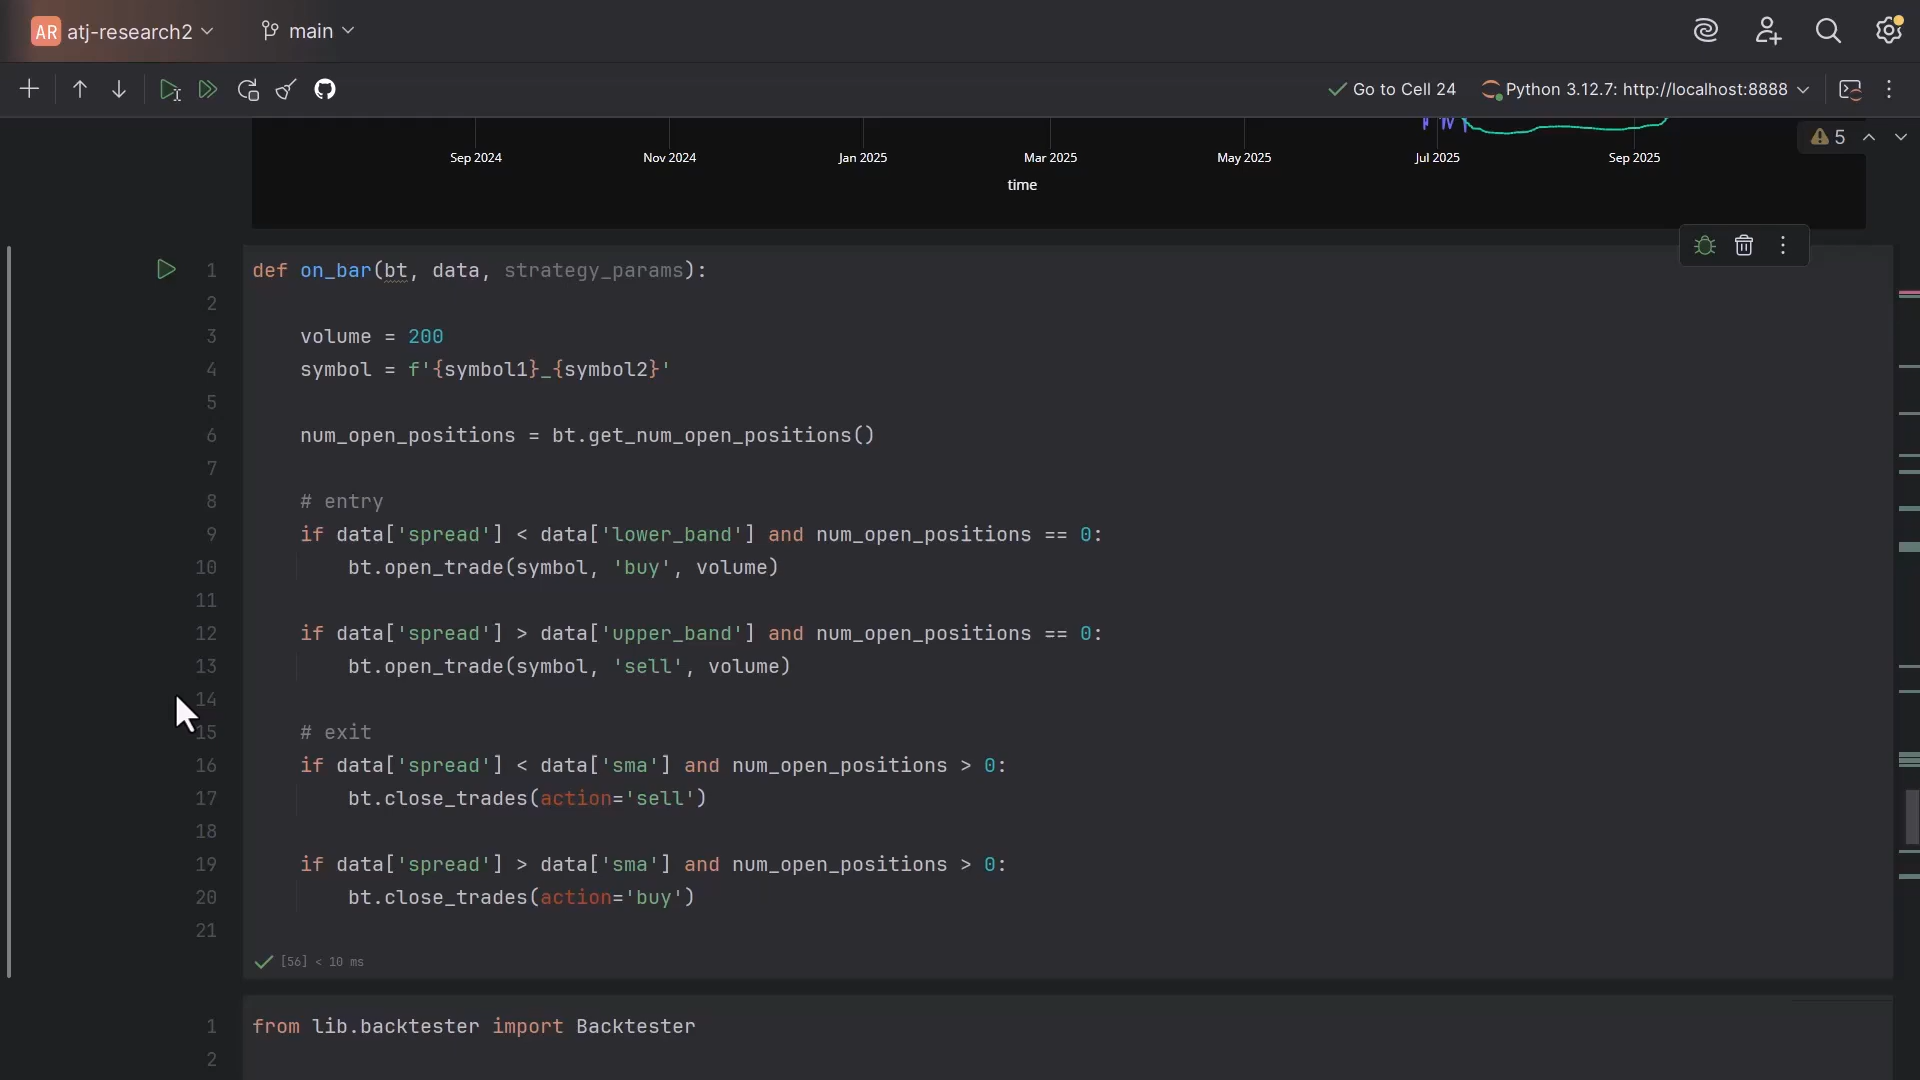 AR atj-research2 main
Go to Cell 24 Python 3.12.7: http://localhost:8888
5
Sep 2024 Nov 2024 Jan 2025 Mar 2025 May 2025 Jul 2025 Sep 2025
time
1 def on_bar(bt, data, strategy_params):
2
3 volume = 200
4 symbol = f'{symbol1}_{symbol2}'
5
6 num_open_positions = bt.get_num_open_positions()
7
8 # entry
9 if data['spread'] < data['lower_band'] and num_open_positions == 0:
10 bt.open_trade(symbol, 'buy', volume)
11
12 if data['spread'] > data['upper_band'] and num_open_positions == 0:
13 bt.open_trade(symbol, 'sell', volume)
14
15 # exit
16 if data['spread'] < data['sma'] and num_open_positions > 0:
17 bt.close_trades(action='sell')
18
19 if data['spread'] > data['sma'] and num_open_positions > 0:
20 bt.close_trades(action='buy')
21
[56] < 10 ms
1 from lib.backtester import Backtester
2